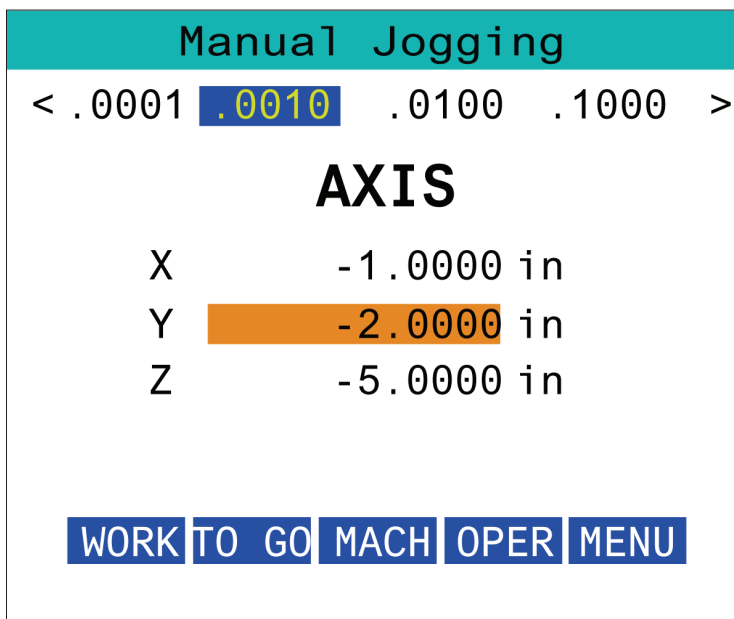 Manual Jogging
< .0001 .0010 .0100 .1000 >
AXIS
X -1.0000 in
Y -2.0000 in
Z -5.0000 in
WORK TO GO MACH OPER MENU